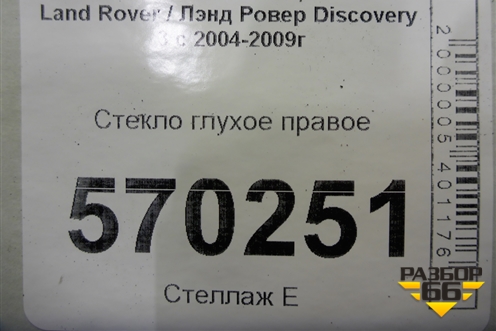 Land Rover / Лэнд Ровер Discovery
3 с 2004-2009г
Стекло глухое правое
570251
Стеллаж Е
2000005401176
РАЗБОР
66